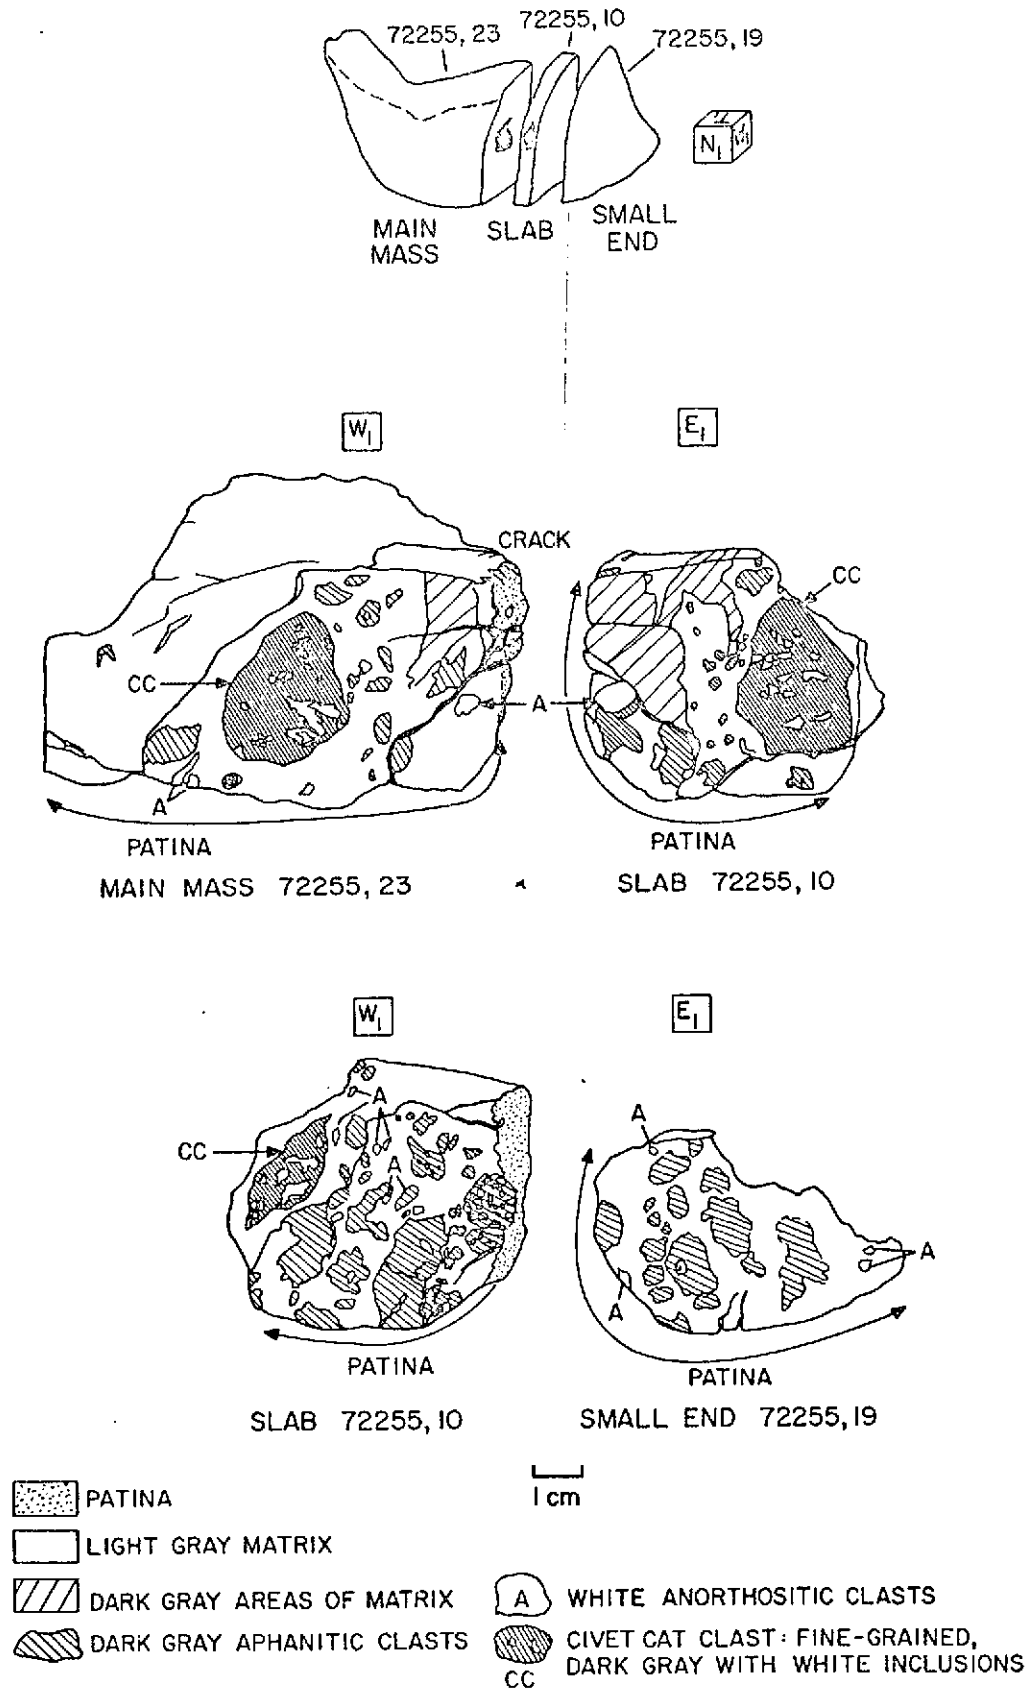 72255, 10
72255, 23
72255, 19
N₁
MAIN
MASS
SLAB
SMALL
END
W₁
E₁
CRACK
CC
CC
A
A
PATINA
PATINA
MAIN MASS 72255, 23
SLAB 72255, 10
W₁
E₁
A
A
CC
A
A
A
PATINA
PATINA
SLAB 72255, 10
SMALL END 72255, 19
1 cm
PATINA
LIGHT GRAY MATRIX
DARK GRAY AREAS OF MATRIX
A WHITE ANORTHOSITIC CLASTS
DARK GRAY APHANITIC CLASTS
CIVET CAT CLAST: FINE-GRAINED,
DARK GRAY WITH WHITE INCLUSIONS
CC